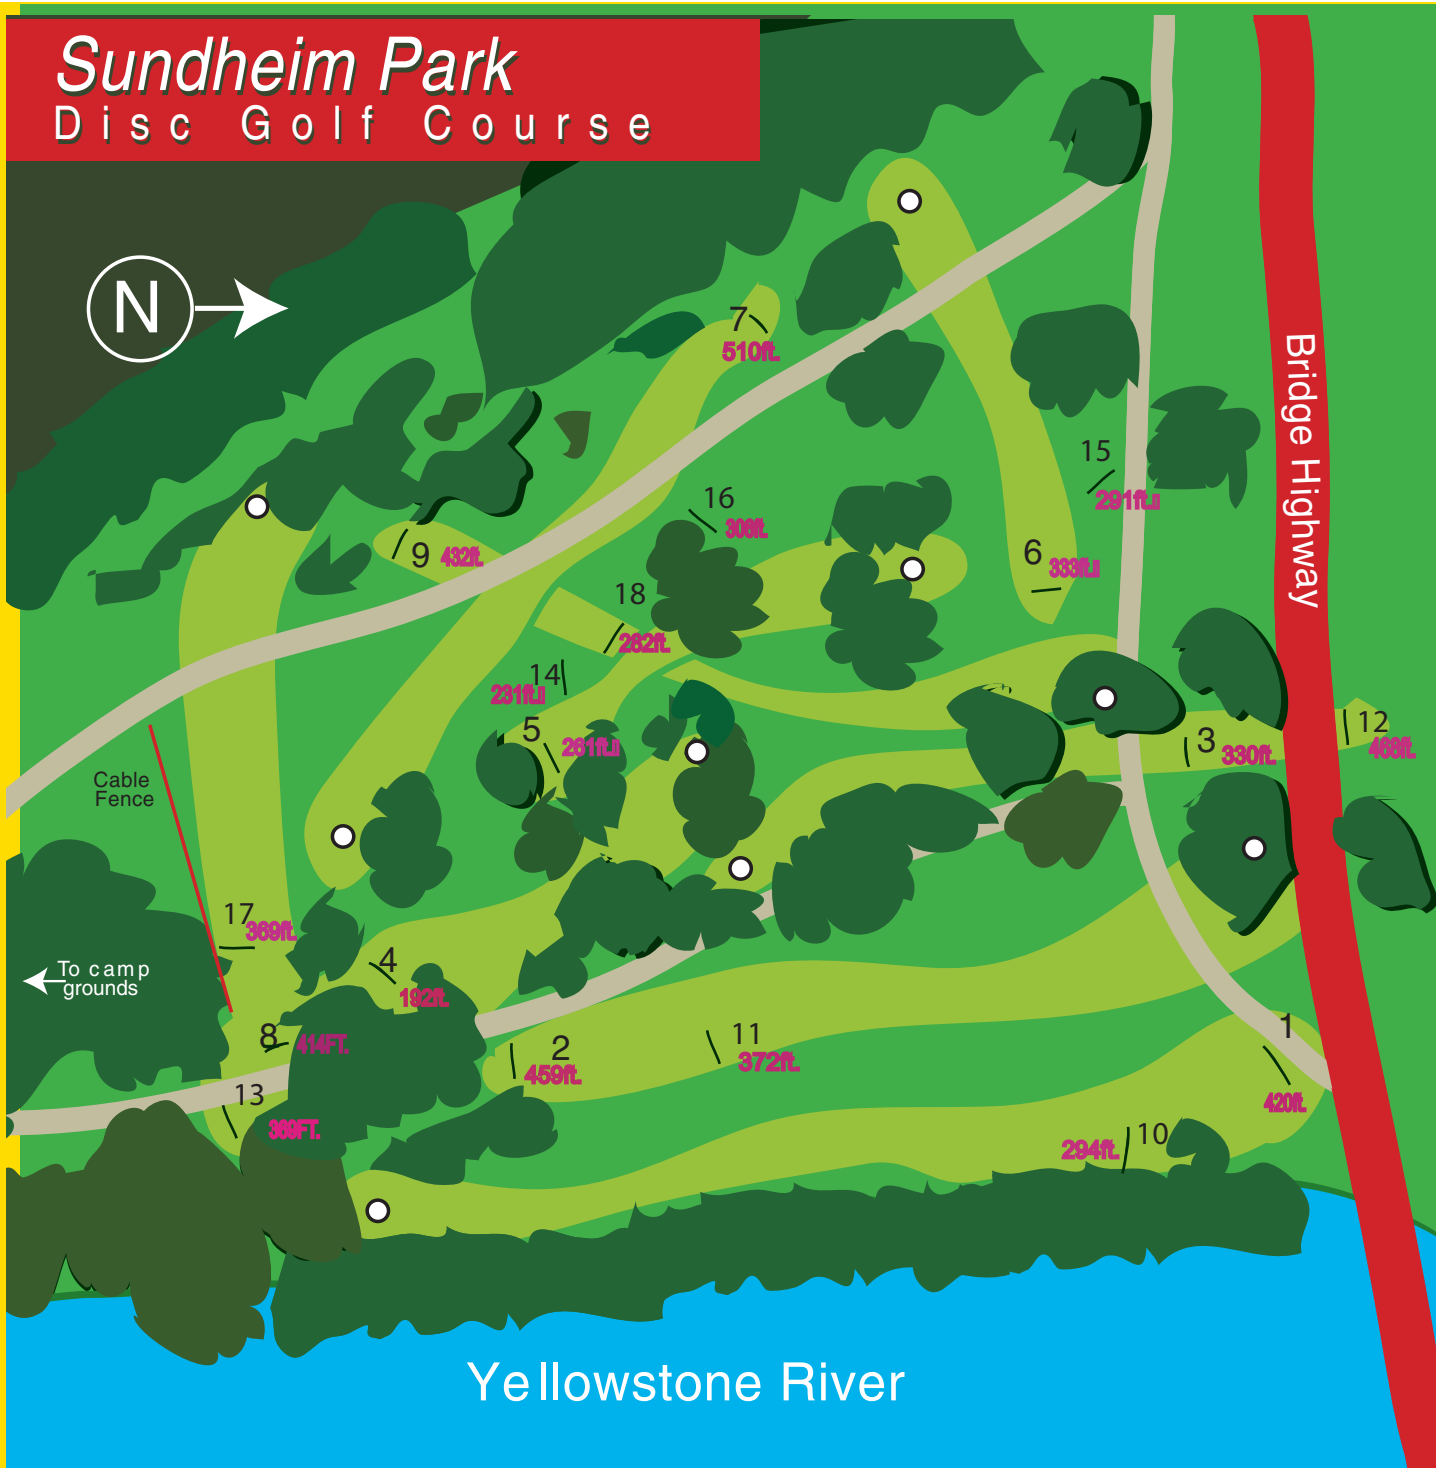 Sundheim Park
Disc Golf Course
N
7
510ft.
15
291ft.
16
306ft.
9 432ft.
6 333ft.
18
282ft.
14
231ft.
5 261ft.
3 330ft.
12
468ft.
Bridge Highway
Cable
Fence
17
369ft.
4
192ft.
To camp
grounds
8 414FT.
2
459ft.
11
372ft.
1
420ft.
13
369FT.
294ft. 10
Yellowstone River